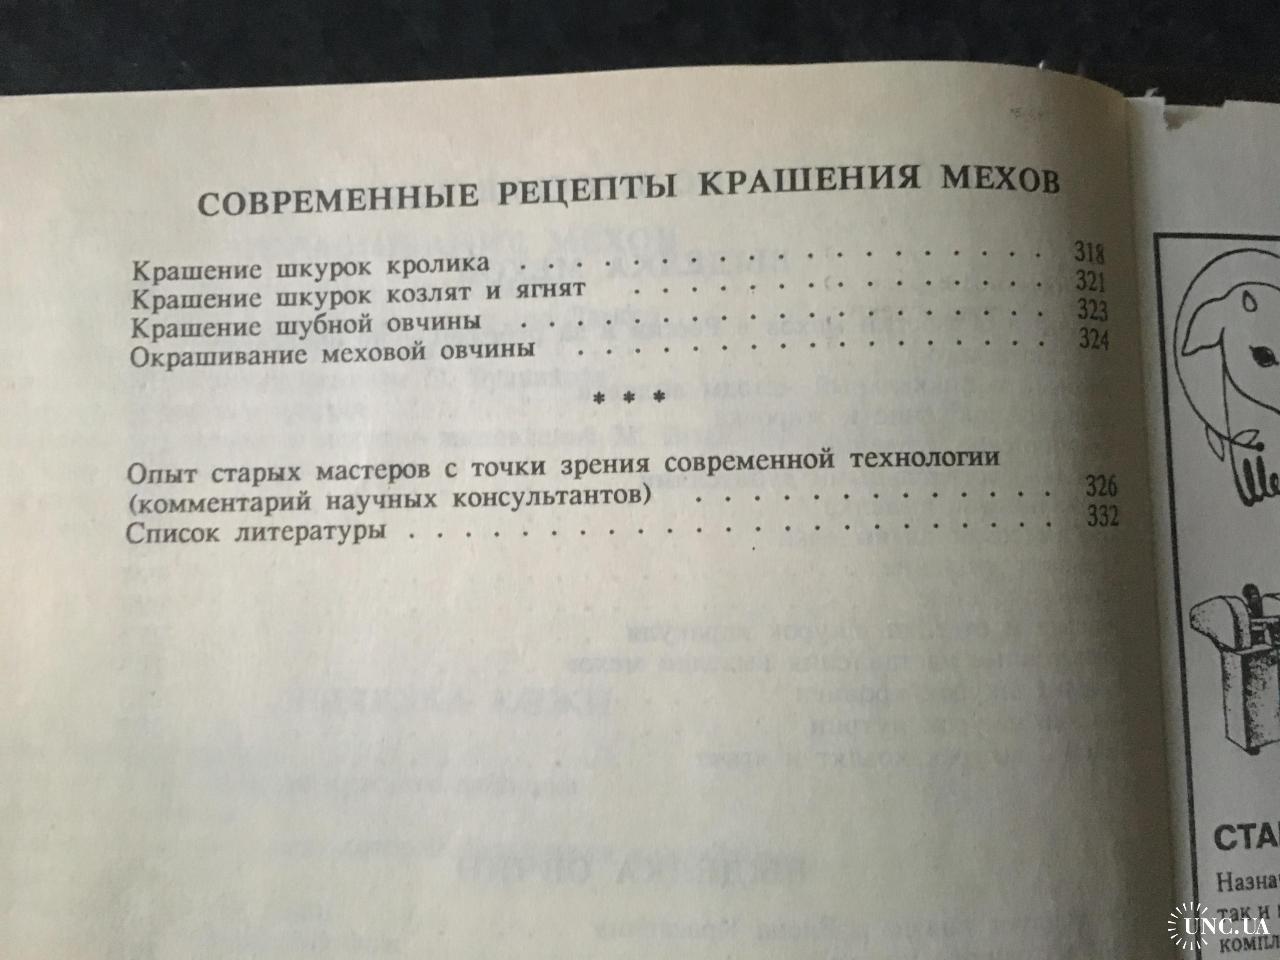 СОВРЕМЕННЫЕ РЕЦЕПТЫ КРАШЕНИЯ МЕХОВ
Крашение шкурок кролика . . . . . . . . . . . . . . . . . . . . . . . 318
Крашение шкурок козлят и ягнят . . . . . . . . . . . . . . . . . . 321
Крашение шубной овчины . . . . . . . . . . . . . . . . . . . . . . . 323
Окрашивание меховой овчины . . . . . . . . . . . . . . . . . . . . . 324
* * *
Опыт старых мастеров с точки зрения современной технологии
(комментарий научных консультантов) . . . . . . . . . . . . . . . . 326
Список литературы . . . . . . . . . . . . . . . . . . . . . . . . . . . 332
СТА
Назна
так и
компл
UNC.UA